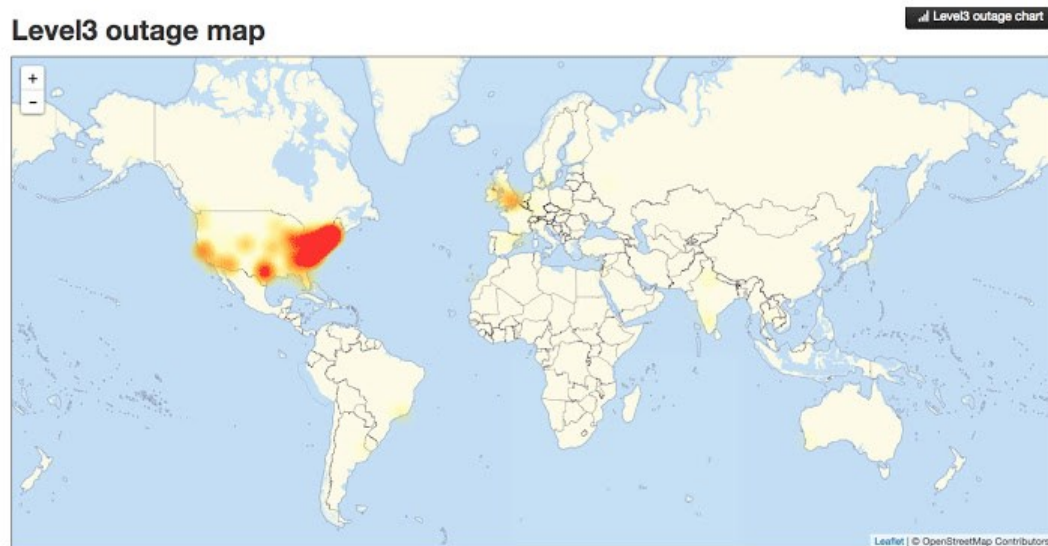 Level3 outage map
Level3 outage chart
+
−
Leaflet | © OpenStreetMap Contributors